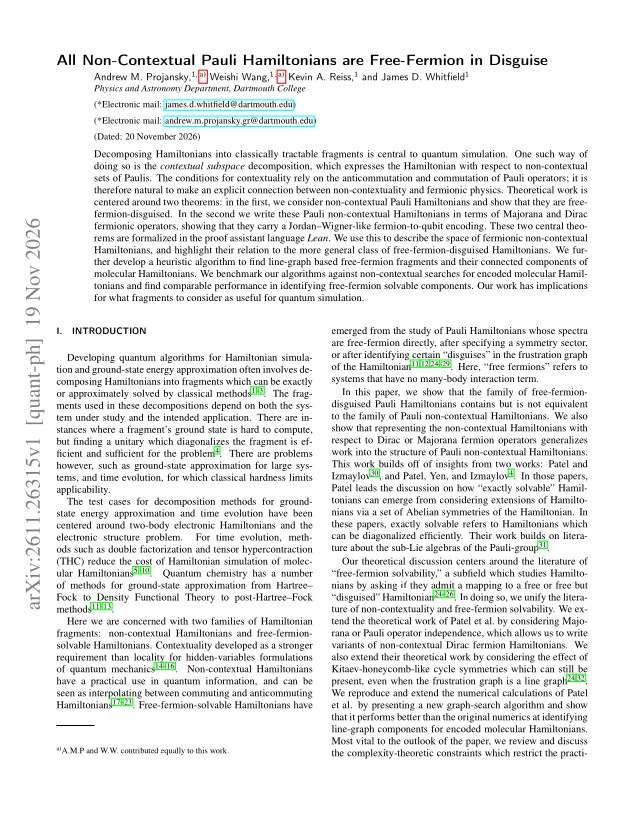 All Non-Contextual Pauli Hamiltonians are Free-Fermion in Disguise
Andrew M. Projansky,1, a) Weishi Wang,1, a) Kevin A. Reiss,1 and James D. Whitfield1
Physics and Astronomy Department, Dartmouth College
(*Electronic mail: james.d.whitfield@dartmouth.edu)
(*Electronic mail: andrew.m.projansky.gr@dartmouth.edu)
(Dated: 20 November 2026)
Decomposing Hamiltonians into classically tractable fragments is central to quantum simulation. One such way of
doing so is the contextual subspace decomposition, which expresses the Hamiltonian with respect to non-contextual
sets of Paulis. The conditions for contextuality rely on the anticommutation and commutation of Pauli operators; it is
therefore natural to make an explicit connection between non-contextuality and fermionic physics. Theoretical work is
centered around two theorems: in the first, we consider non-contextual Pauli Hamiltonians and show that they are free-
fermion-disguised. In the second we write these Pauli non-contextual Hamiltonians in terms of Majorana and Dirac
fermionic operators, showing that they carry a Jordan–Wigner-like fermion-to-qubit encoding. These two central theo-
rems are formalized in the proof assistant language Lean. We use this to describe the space of fermionic non-contextual
Hamiltonians, and highlight their relation to the more general class of free-fermion-disguised Hamiltonians. We fur-
ther develop a heuristic algorithm to find line-graph based free-fermion fragments and their connected components of
molecular Hamiltonians. We benchmark our algorithms against non-contextual searches for encoded molecular Hamil-
tonians and find comparable performance in identifying free-fermion solvable components. Our work has implications
for what fragments to consider as useful for quantum simulation.
arXiv:2611.26315v1 [quant-ph] 19 Nov 2026
I. INTRODUCTION
Developing quantum algorithms for Hamiltonian simula-
tion and ground-state energy approximation often involves de-
composing Hamiltonians into fragments which can be exactly
or approximately solved by classical methods1–3. The frag-
ments used in these decompositions depend on both the sys-
tem under study and the intended application. There are in-
stances where a fragment's ground state is hard to compute,
but finding a unitary which diagonalizes the fragment is ef-
ficient and sufficient for the problem4. There are problems
however, such as ground-state approximation for large sys-
tems, and time evolution, for which classical hardness limits
applicability.
The test cases for decomposition methods for ground-
state energy approximation and time evolution have been
centered around two-body electronic Hamiltonians and the
electronic structure problem. For time evolution, meth-
ods such as double factorization and tensor hypercontraction
(THC) reduce the cost of Hamiltonian simulation of molec-
ular Hamiltonians5–10. Quantum chemistry has a num-
ber of methods for ground-state approximation from Hartree–
Fock to Density Functional Theory to post-Hartree–Fock
methods11–13.
Here we are concerned with two families of Hamiltonian
fragments: non-contextual Hamiltonians and free-fermion-
solvable Hamiltonians. Contextuality developed as a stronger
requirement than locality for hidden-variables formulations
of quantum mechanics14–16. Non-contextual Hamiltonians
have a practical use in quantum information, and can be
seen as interpolating between commuting and anticommuting
Hamiltonians17–23. Free-fermion-solvable Hamiltonians have
a)A.M.P and W.W. contributed equally to this work.
emerged from the study of Pauli Hamiltonians whose spectra
are free-fermion directly, after specifying a symmetry sector,
or after identifying certain "disguises" in the frustration graph
of the Hamiltonian11,12,24–29. Here, "free fermions" refers to
systems that have no many-body interaction term.
In this paper, we show that the family of free-fermion-
disguised Pauli Hamiltonians contains but is not equivalent
to the family of Pauli non-contextual Hamiltonians. We also
show that representing the non-contextual Hamiltonians with
respect to Dirac or Majorana fermion operators generalizes
work into the structure of Pauli non-contextual Hamiltonians.
This work builds off of insights from two works: Patel and
Izmaylov30, and Patel, Yen, and Izmaylov4. In those papers,
Patel leads the discussion on how "exactly solvable" Hamil-
tonians can emerge from considering extensions of Hamilto-
nians via a set of Abelian symmetries of the Hamiltonian. In
these papers, exactly solvable refers to Hamiltonians which
can be diagonalized efficiently. Their work builds on litera-
ture about the sub-Lie algebras of the Pauli-group31.
Our theoretical discussion centers around the literature of
"free-fermion solvability," a subfield which studies Hamilto-
nians by asking if they admit a mapping to a free or free but
"disguised" Hamiltonian24–26. In doing so, we unify the litera-
ture of non-contextuality and free-fermion solvability. We ex-
tend the theoretical work of Patel et al. by considering Majo-
rana or Pauli operator independence, which allows us to write
variants of non-contextual Dirac fermion Hamiltonians. We
also extend their theoretical work by considering the effect of
Kitaev-honeycomb-like cycle symmetries which can still be
present, even when the frustration graph is a line graph24,32.
We reproduce and extend the numerical calculations of Patel
et al. by presenting a new graph-search algorithm and show
that it performs better than the original numerics at identifying
line-graph components for encoded molecular Hamiltonians.
Most vital to the outlook of the paper, we review and discuss
the complexity-theoretic constraints which restrict the practi-